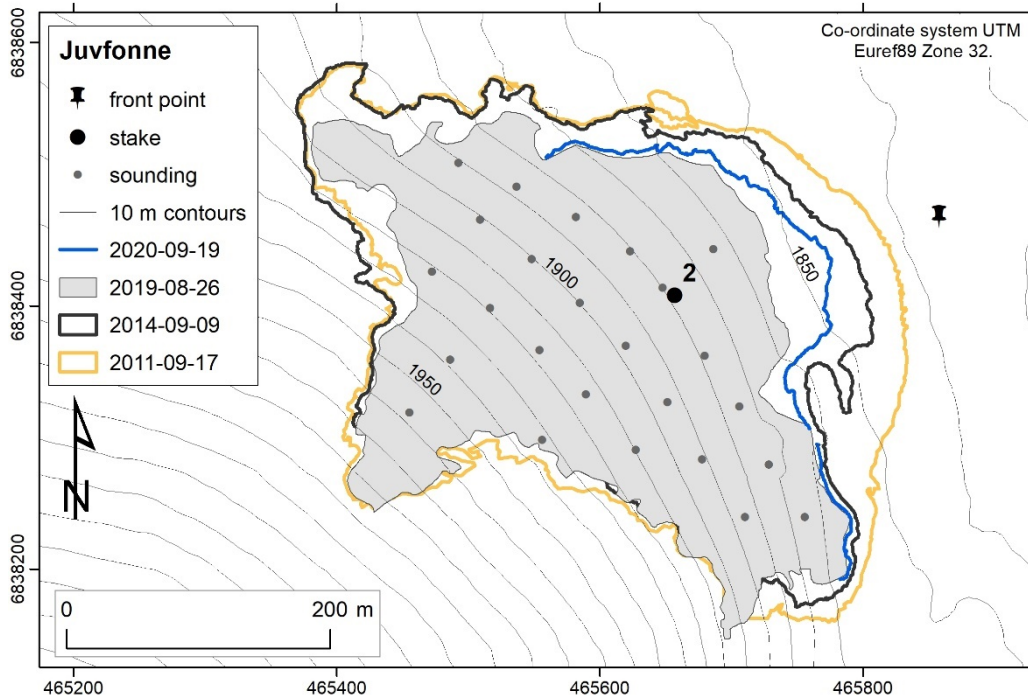 Juvfonne
front point
stake
sounding
10 m contours
2020-09-19
2019-08-26
2014-09-09
2011-09-17
Co-ordinate system UTM
Euref89 Zone 32.
6838600
6838400
6838200
1850
1900
1950
2
N
0 200 m
465200 465400 465600 465800